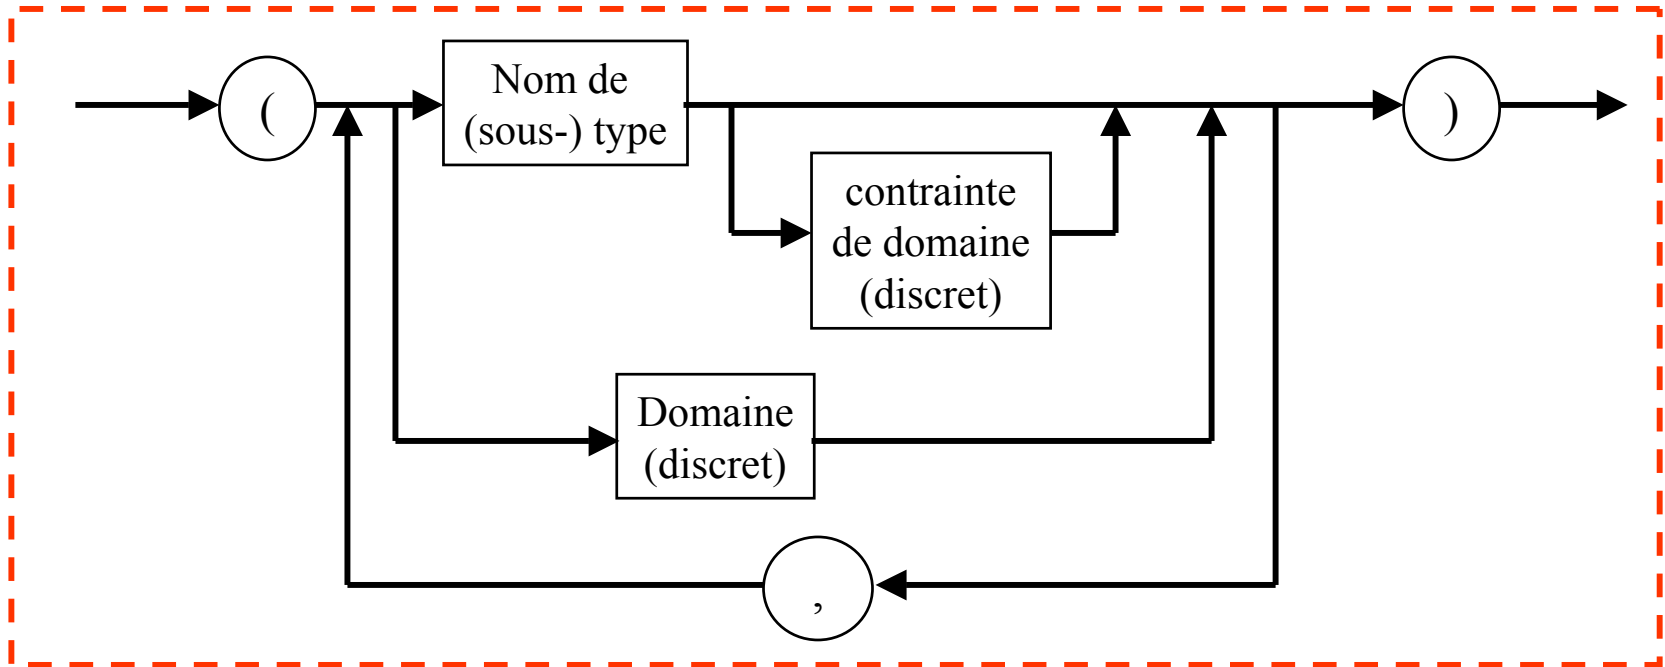 (
Nom de
(sous-) type
)
contrainte
de domaine
(discret)
Domaine
(discret)
,